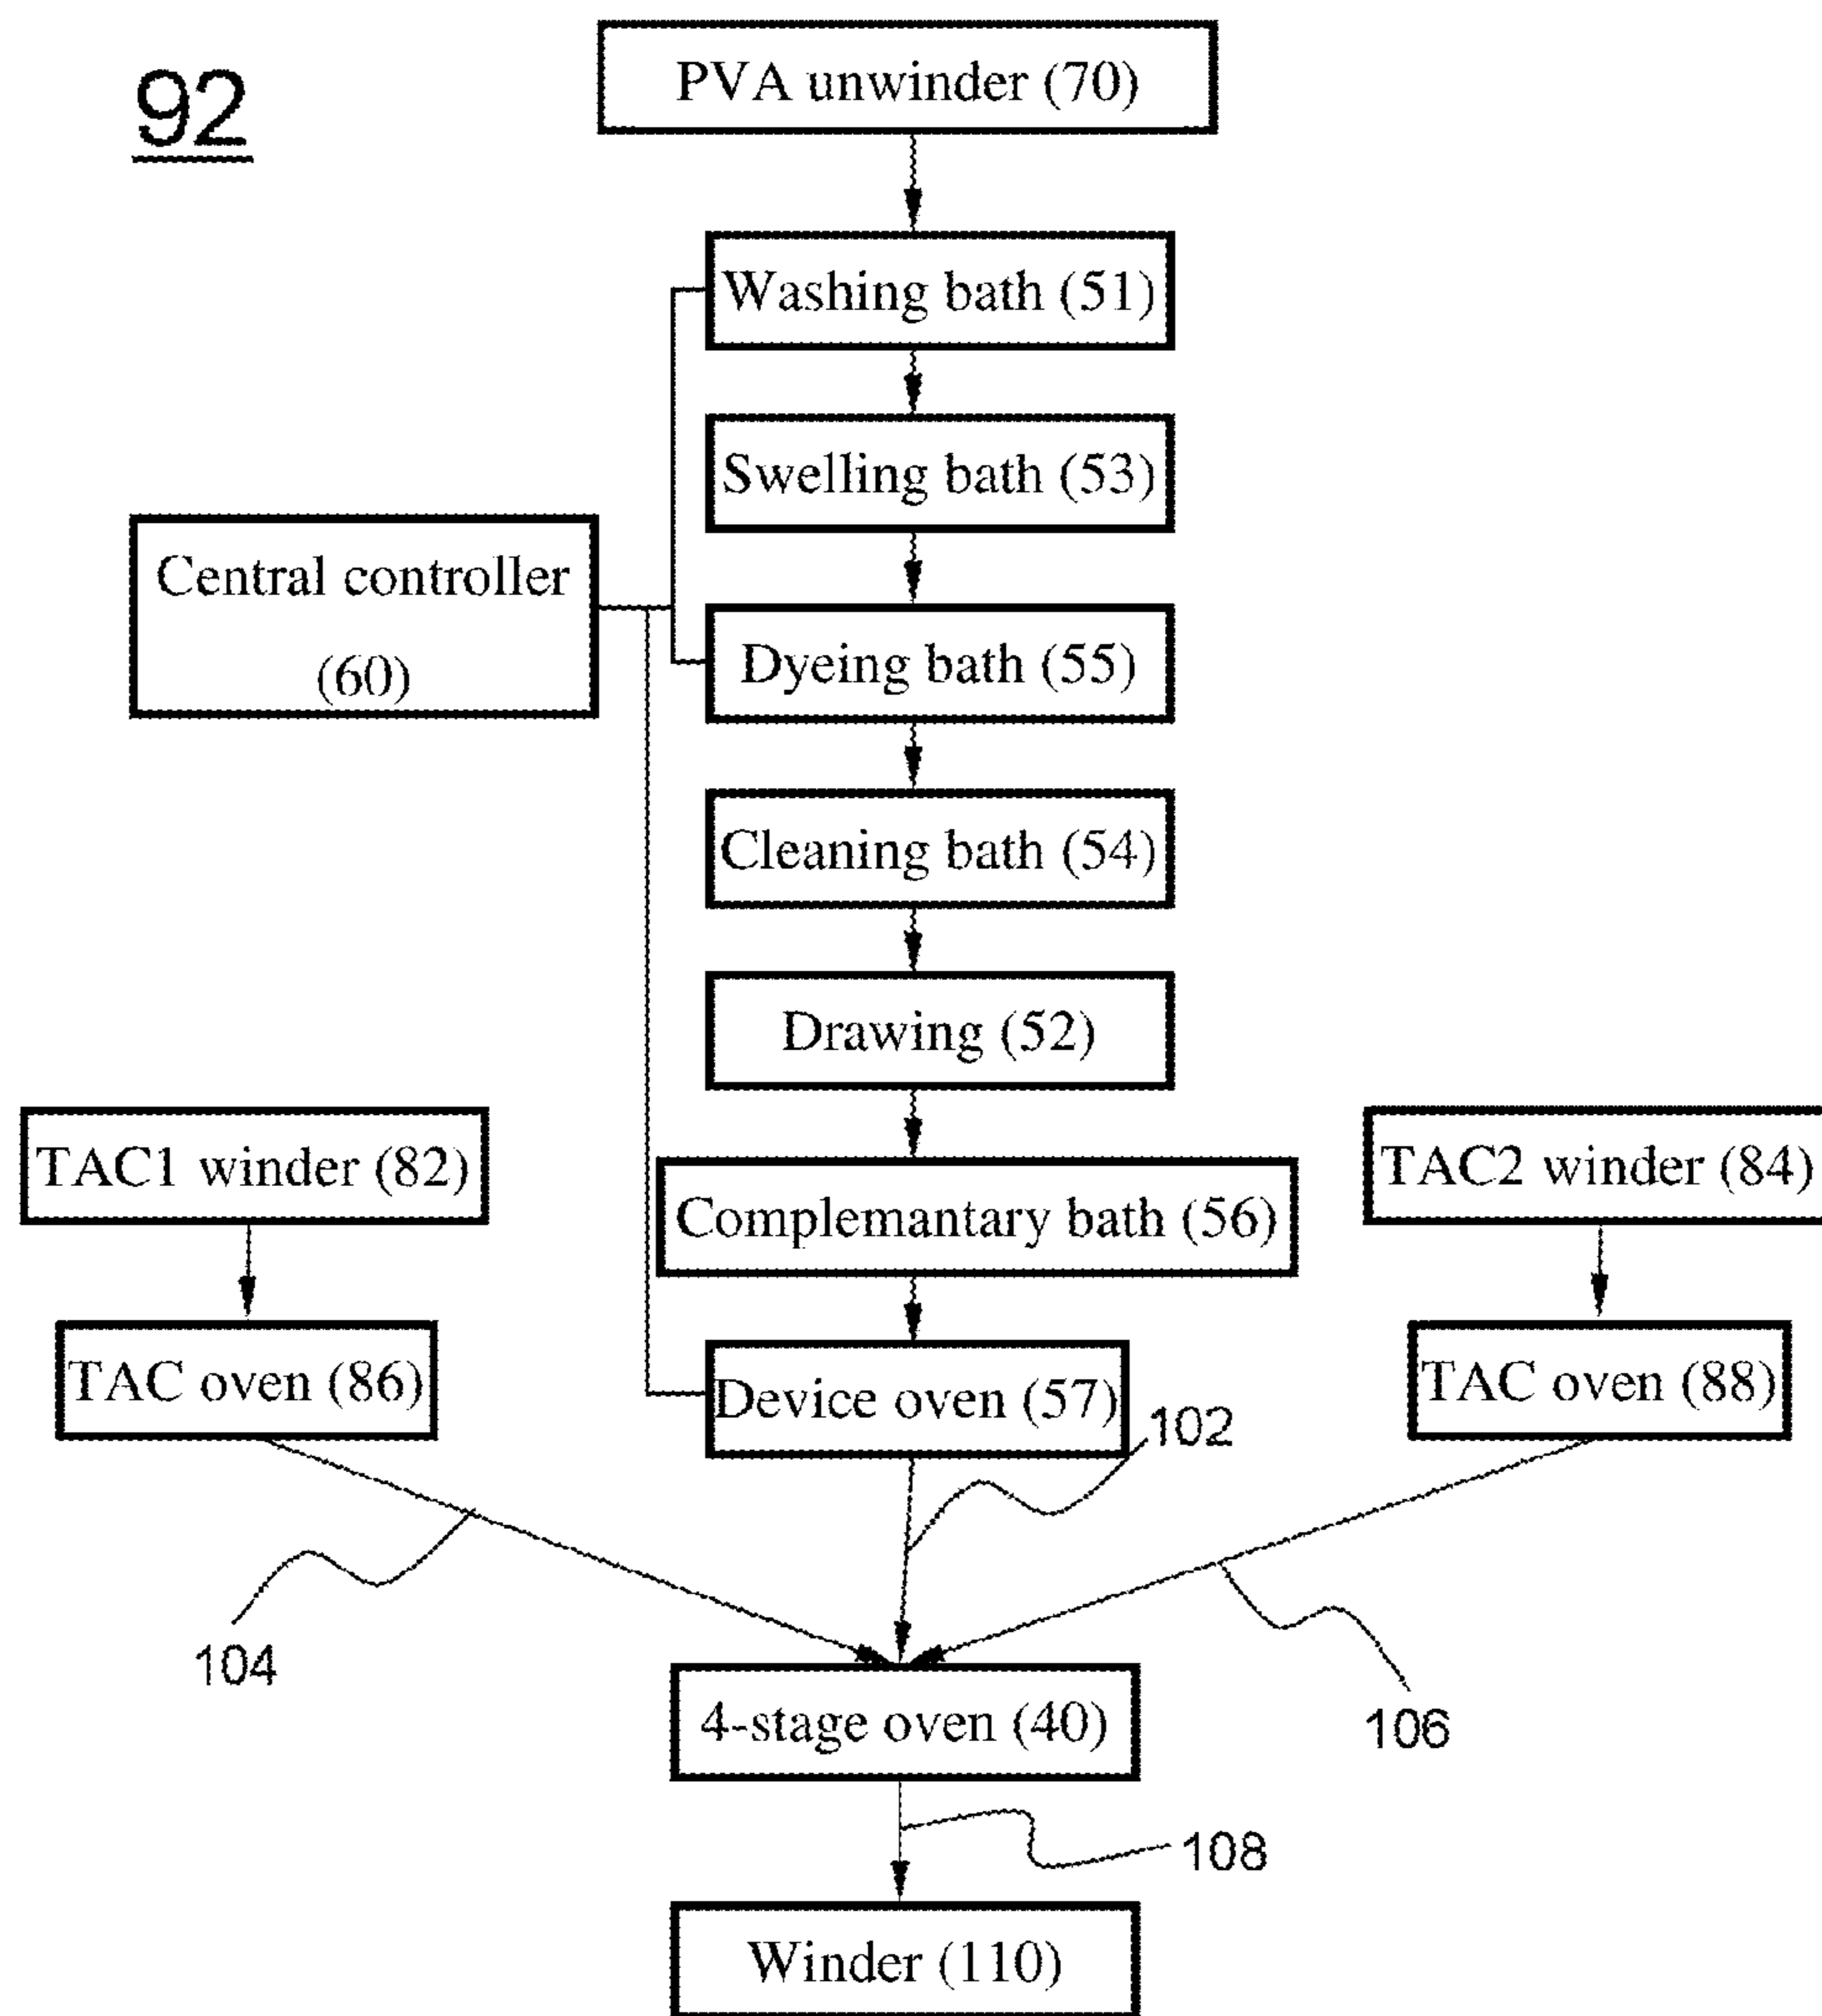 92
PVA unwinder (70)
Washing bath (51)
Swelling bath (53)
Central controller
(60)
Dyeing bath (55)
Cleaning bath (54)
Drawing (52)
TAC1 winder (82)
TAC2 winder (84)
Complemantary bath (56)
TAC oven (86)
Device oven (57)
TAC oven (88)
102
104
106
4-stage oven (40)
108
Winder (110)